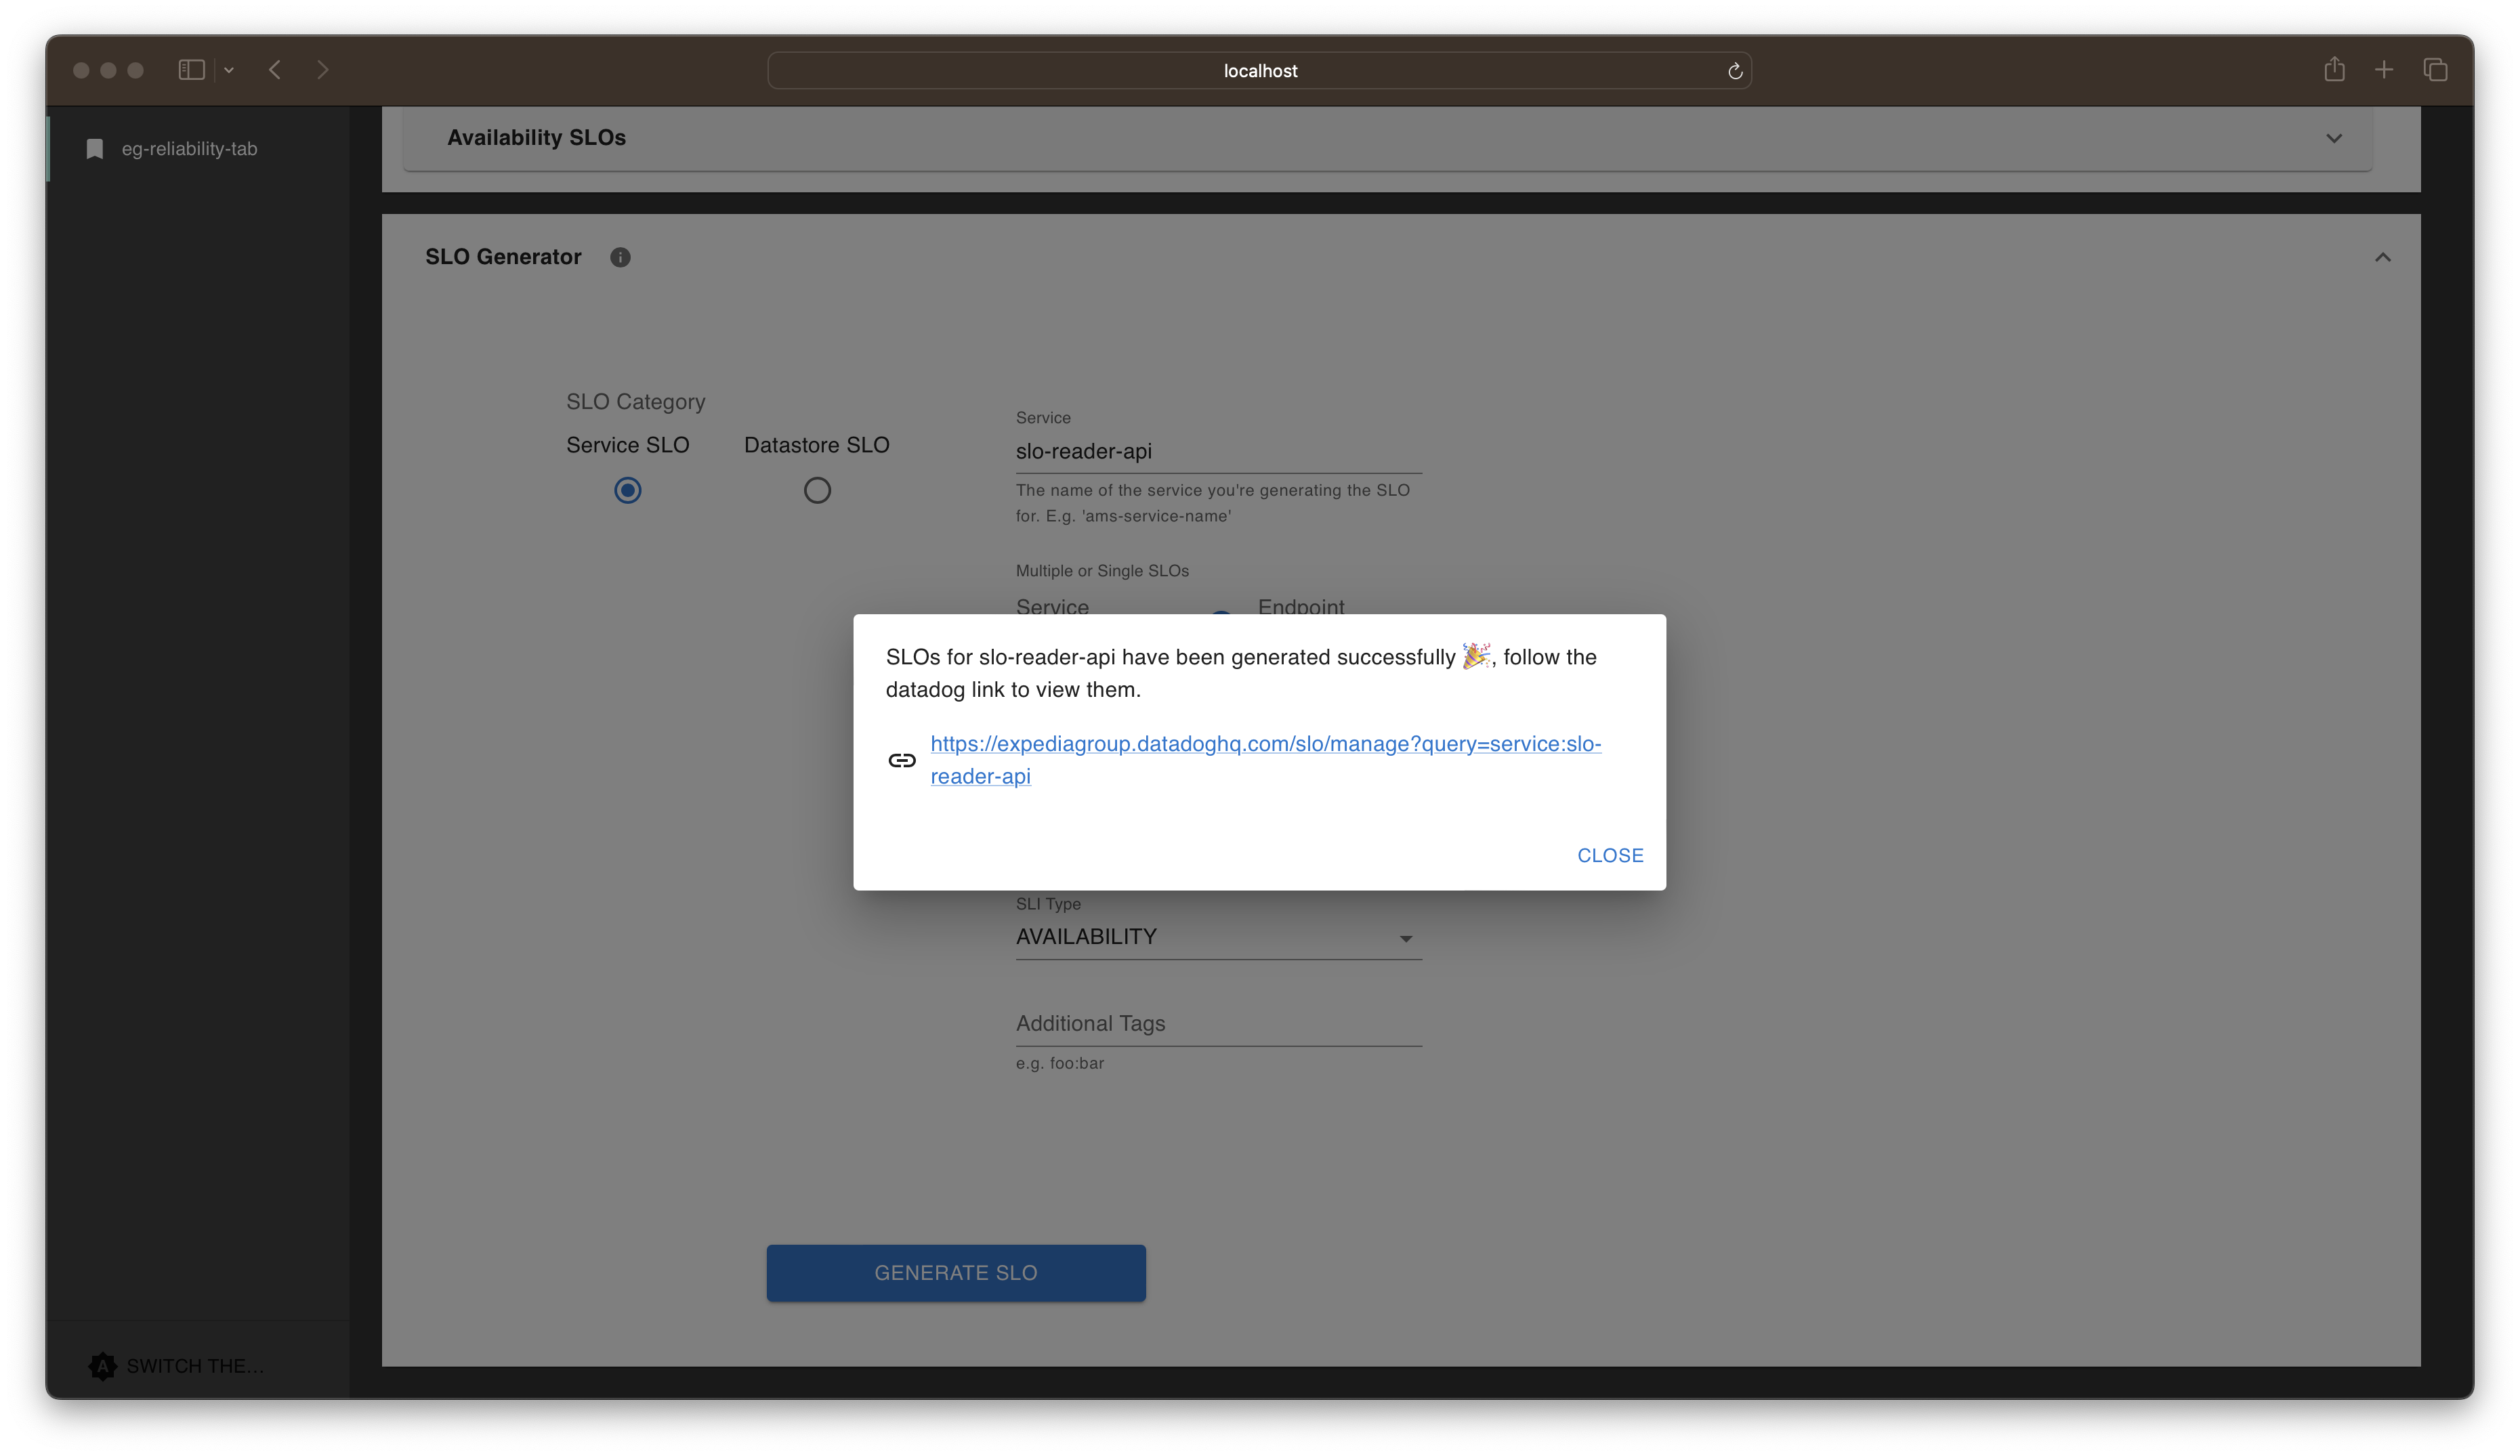 localhost
eg-reliability-tab
Availability SLOs
SLO Generator
SLO Category
Service SLO
Datastore SLO
Service
slo-reader-api
The name of the service you're generating the SLO
for. E.g. 'ams-service-name'
Multiple or Single SLOs
Service
Endpoint
SLOs for slo-reader-api have been generated successfully 🎉, follow the
datadog link to view them.
https://expediagroup.datadoghq.com/slo/manage?query=service:slo-
reader-api
CLOSE
SLI Type
AVAILABILITY
Additional Tags
e.g. foo:bar
GENERATE SLO
A
SWITCH THE...